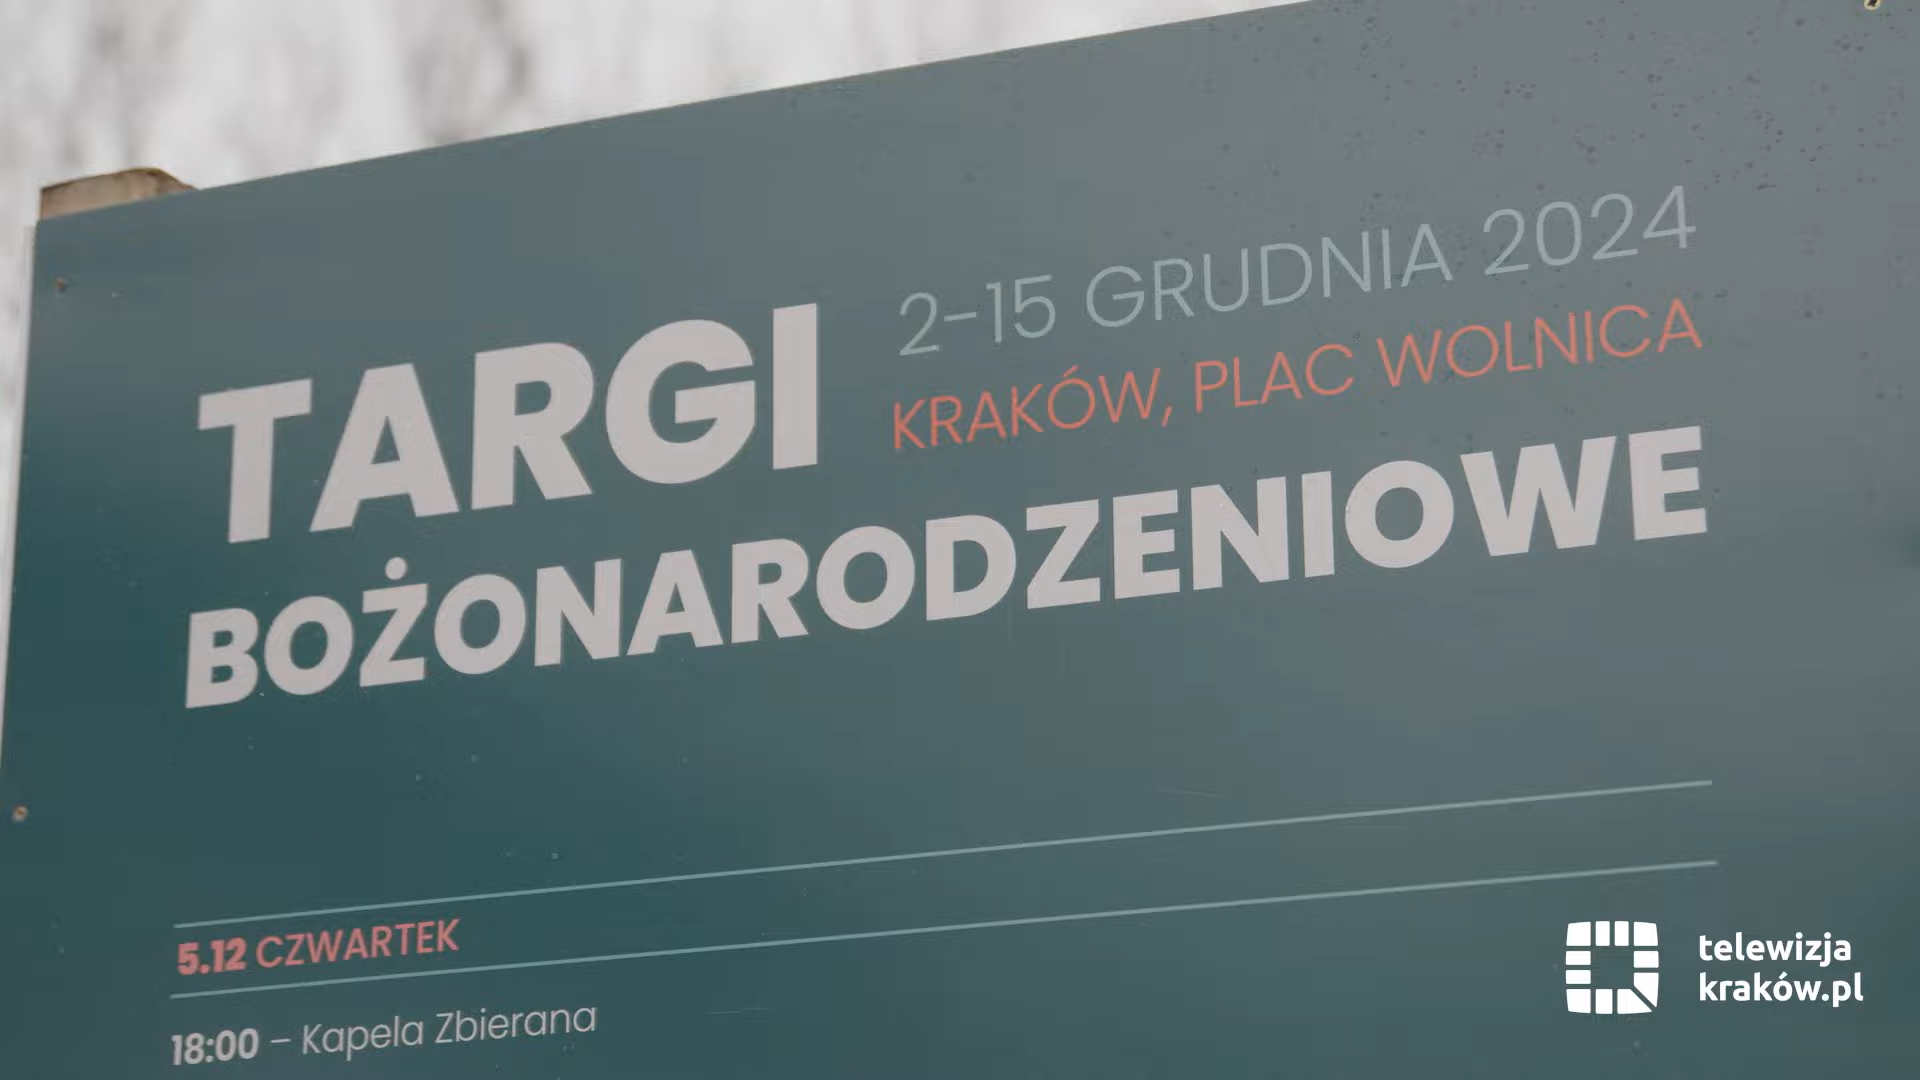 TARGI
2-15 GRUDNIA 2024
KRAKÓW, PLAC WOLNICA
BOŻONARODZENIOWE
5.12 CZWARTEK
18:00 – Kapela Zbierana
telewizja
kraków.pl